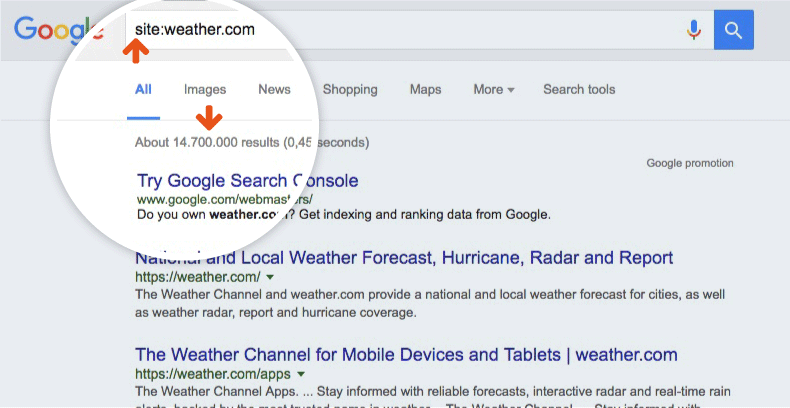 Google
site:weather.com
All Images News Shopping Maps More Search tools
About 14.700.000 results (0,45 seconds)
Google promotion
Try Google Search Console
www.google.com/webmasters/
Do you own weather.com? Get indexing and ranking data from Google.
National and Local Weather Forecast, Hurricane, Radar and Report
https://weather.com/
The Weather Channel and weather.com provide a national and local weather forecast for cities, as well
as weather radar, report and hurricane coverage.
The Weather Channel for Mobile Devices and Tablets | weather.com
https://weather.com/apps
The Weather Channel Apps. ... Stay informed with reliable forecasts, interactive radar and real-time rain
alerts, backed by the most trusted name in weather... The Weather Channel ... Stay informed with